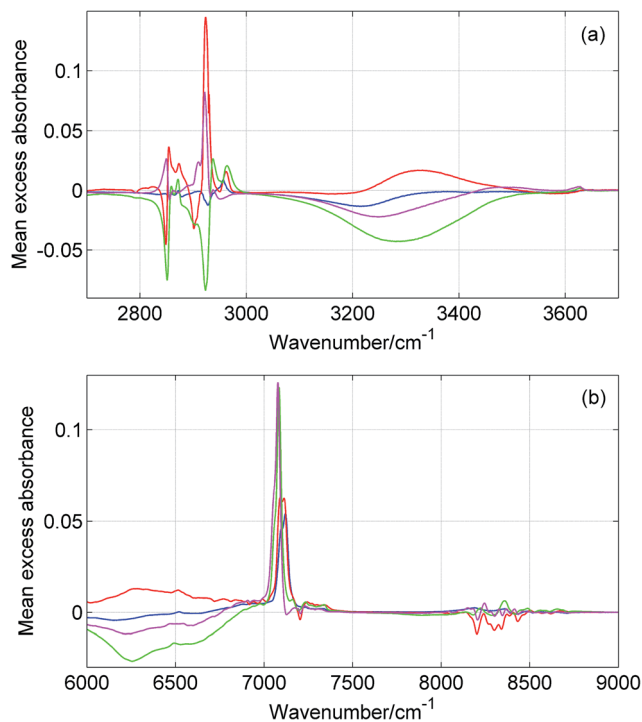 (a)
Mean excess absorbance
0.1
0.05
0
-0.05
2800 3000 3200 3400 3600
Wavenumber/cm-1
(b)
Mean excess absorbance
0.1
0.05
0
6000 6500 7000 7500 8000 8500 9000
Wavenumber/cm-1